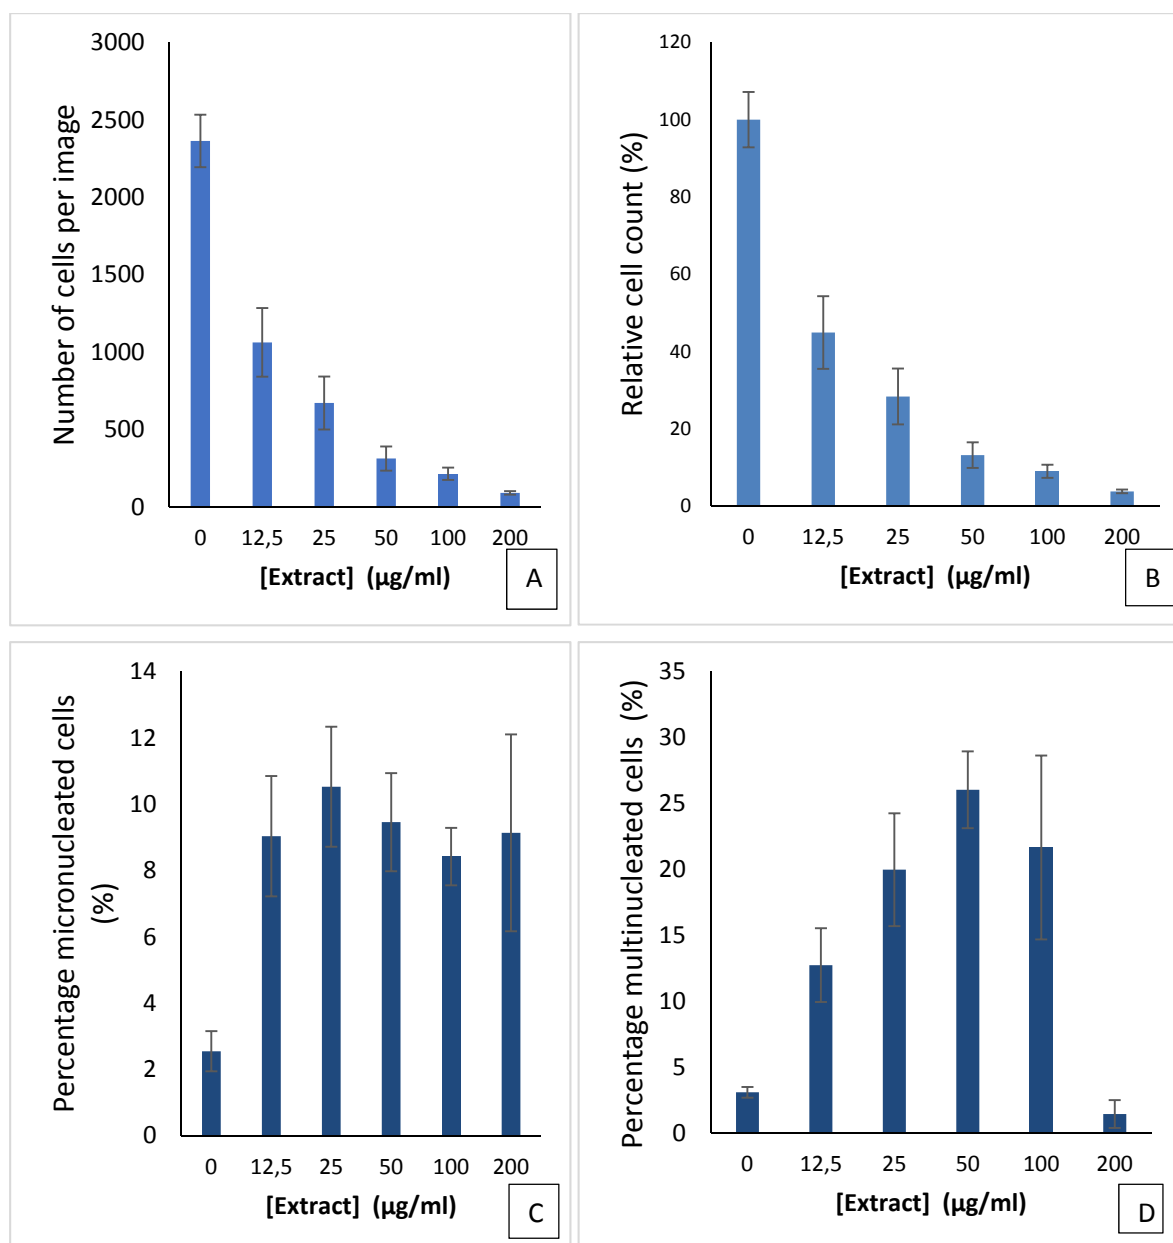 Number of cells per image
3000
2500
2000
1500
1000
500
0
0 12,5 25 50 100 200
[Extract] (µg/ml)
A
Relative cell count (%)
120
100
80
60
40
20
0
0 12,5 25 50 100 200
[Extract] (µg/ml)
B
Percentage micronucleated cells
(%)
14
12
10
8
6
4
2
0
0 12,5 25 50 100 200
[Extract] (µg/ml)
C
Percentage multinucleated cells (%)
35
30
25
20
15
10
5
0
0 12,5 25 50 100 200
[Extract] (µg/ml)
D